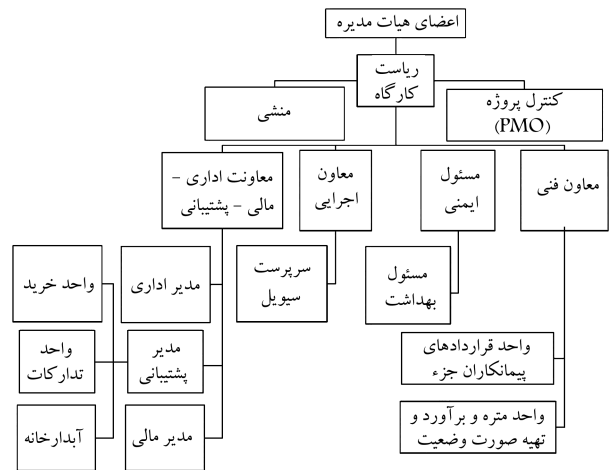 اعضای هیات مدیره
ریاست
کارگاه
کنترل پروژه
(PMO)
منشی
معاون فنی
مسئول
ایمنی
معاون
اجرایی
معاونت اداری –
مالی – پشتیبانی
مسئول
بهداشت
سرپرست
سیویل
مدیر اداری
واحد خرید
واحد قراردادهای
پیمانکاران جزء
مدیر
پشتیبانی
واحد
تدارکات
واحد متره و برآورد و
تهیه صورت وضعیت
مدیر مالی
آبدارخانه